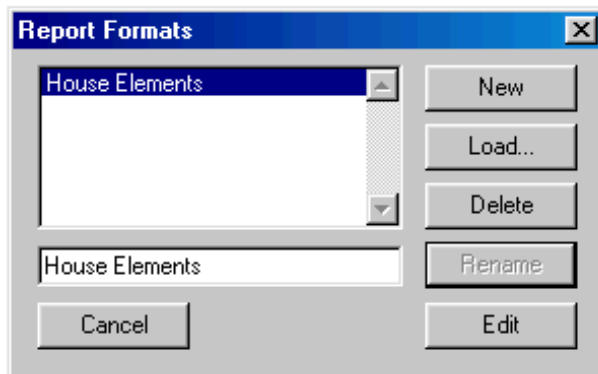 Report Formats
House Elements
New
Load...
Delete
House Elements
Rename
Cancel
Edit